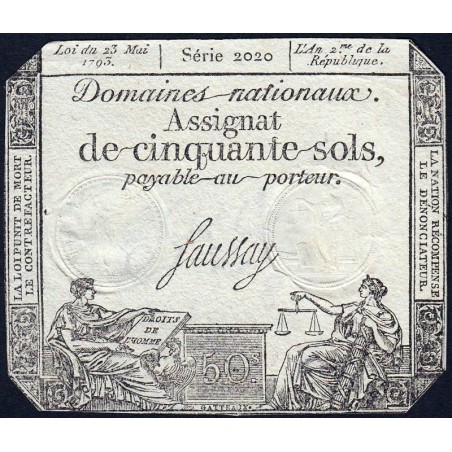 Loi du 23 Mai
1793.
Série 2020
L'An 2.me de la
République.
Domaines nationaux.
Assignat
de cinquante sols,
payable au porteur.
Saussay
LA LOI PUNIT DE MORT
LE CONTREFACTEUR.
LA NATION RÉCOMPENSE
LE DÉNONCIATEUR.
DROITS
DE
L'HOMME
50.
GATTEAUX